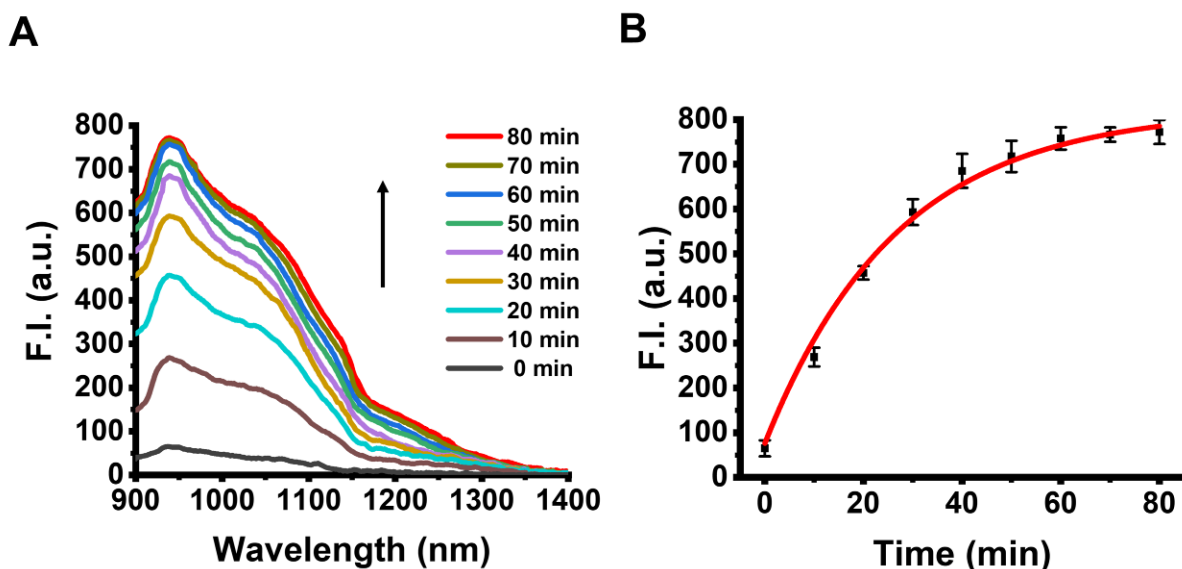 A
F.I. (a.u.)
800
700
600
500
400
300
200
100
0
900
1000
1100
1200
1300
1400
Wavelength (nm)
80 min
70 min
60 min
50 min
40 min
30 min
20 min
10 min
0 min
B
F.I. (a.u.)
800
700
600
500
400
300
200
100
0
0
20
40
60
80
Time (min)